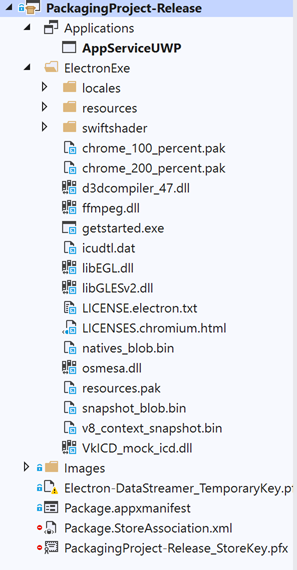 PackagingProject-Release
Applications
AppServiceUWP
ElectronExe
locales
resources
swiftshader
chrome_100_percent.pak
chrome_200_percent.pak
d3dcompiler_47.dll
ffmpeg.dll
getstarted.exe
icudtl.dat
libEGL.dll
libGLESv2.dll
LICENSE.electron.txt
LICENSES.chromium.html
natives_blob.bin
osmesa.dll
resources.pak
snapshot_blob.bin
v8_context_snapshot.bin
VkICD_mock_icd.dll
Images
Electron-DataStreamer_TemporaryKey.pf
Package.appxmanifest
Package.StoreAssociation.xml
PackagingProject-Release_StoreKey.pfx